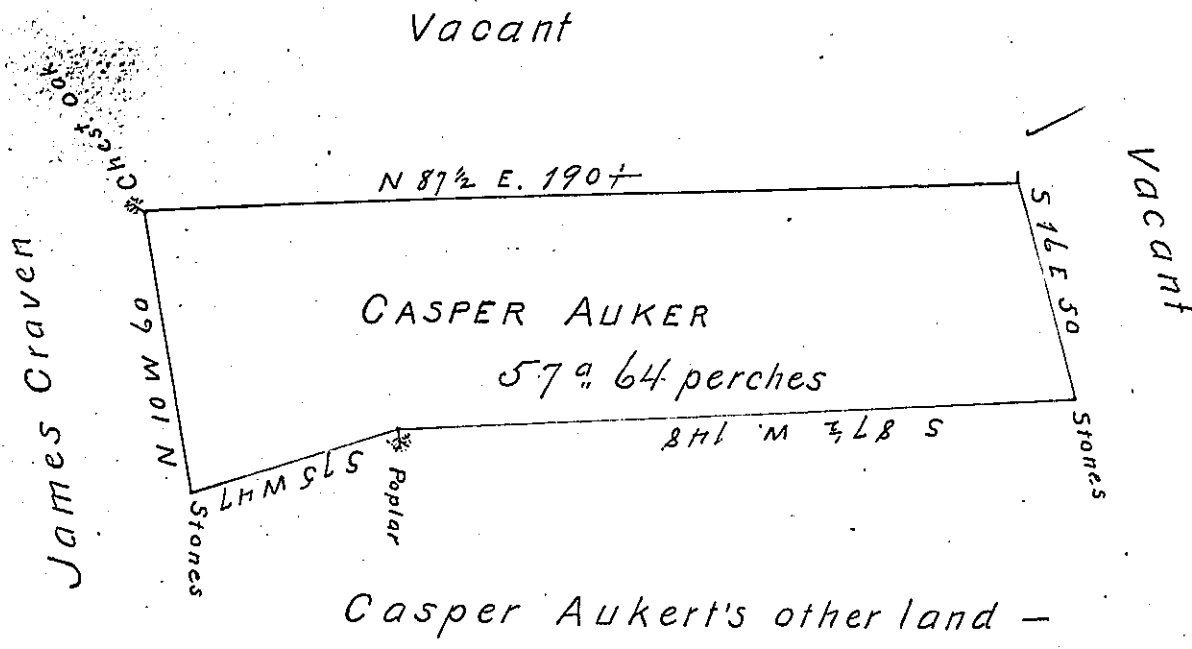 Vacant
Chest. Oak
N 87½ E. 190+
S 16 E 50
Vacant
James Craven
N 10 W 60
CASPER AUKER
57 a. 64 perches
S 87½ W. 148
S 75 W 47
Poplar
Stones
Stones
Casper Aukert's other land –